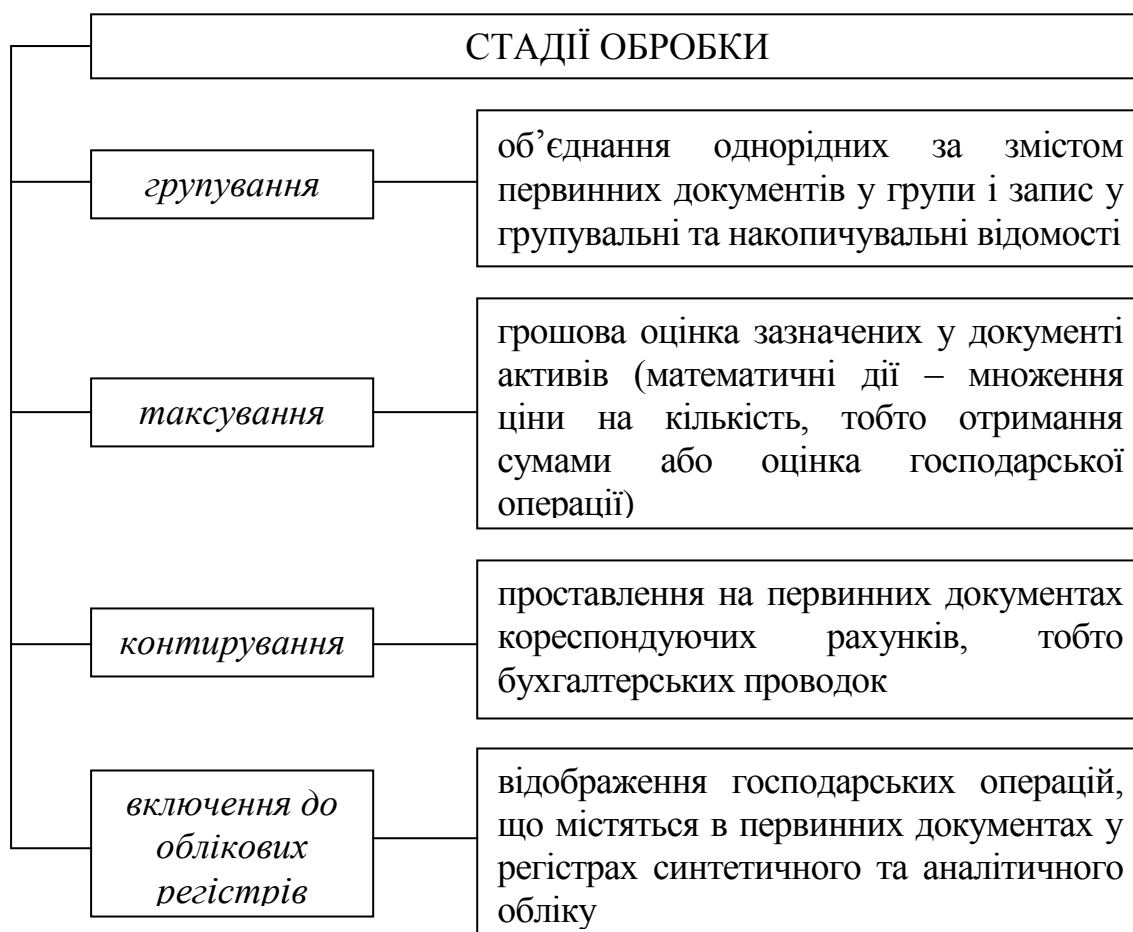 СТАДІЇ ОБРОБКИ
групування
об’єднання однорідних за змістом
первинних документів у групи і запис у
групувальні та накопичувальні відомості
таксування
грошова оцінка зазначених у документі
активів (математичні дії – множення
ціни на кількість, тобто отримання
сумами або оцінка господарської
операції)
контирування
проставлення на первинних документах
кореспондуючих рахунків, тобто
бухгалтерських проводок
включення до
облікових
регістрів
відображення господарських операцій,
що містяться в первинних документах у
регістрах синтетичного та аналітичного
обліку